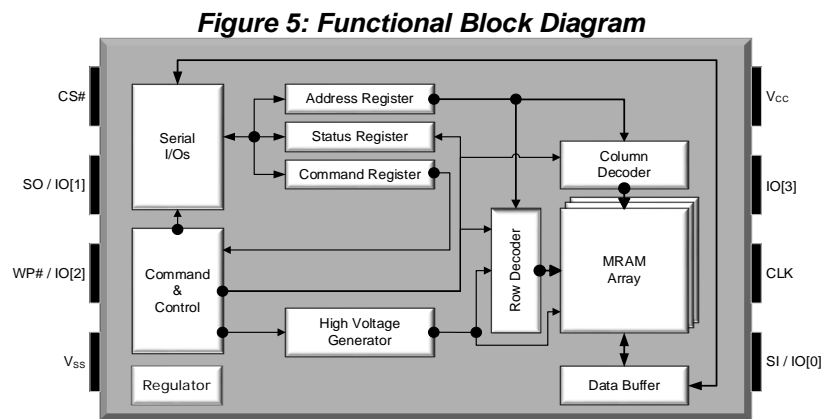 Figure 5: Functional Block Diagram
CS#
SO / IO[1]
WP# / IO[2]
VSS
Serial
I/Os
Address Register
Status Register
Command Register
Command
&
Control
High Voltage
Generator
Regulator
Row Decoder
Column
Decoder
MRAM
Array
Data Buffer
VCC
IO[3]
CLK
SI / IO[0]